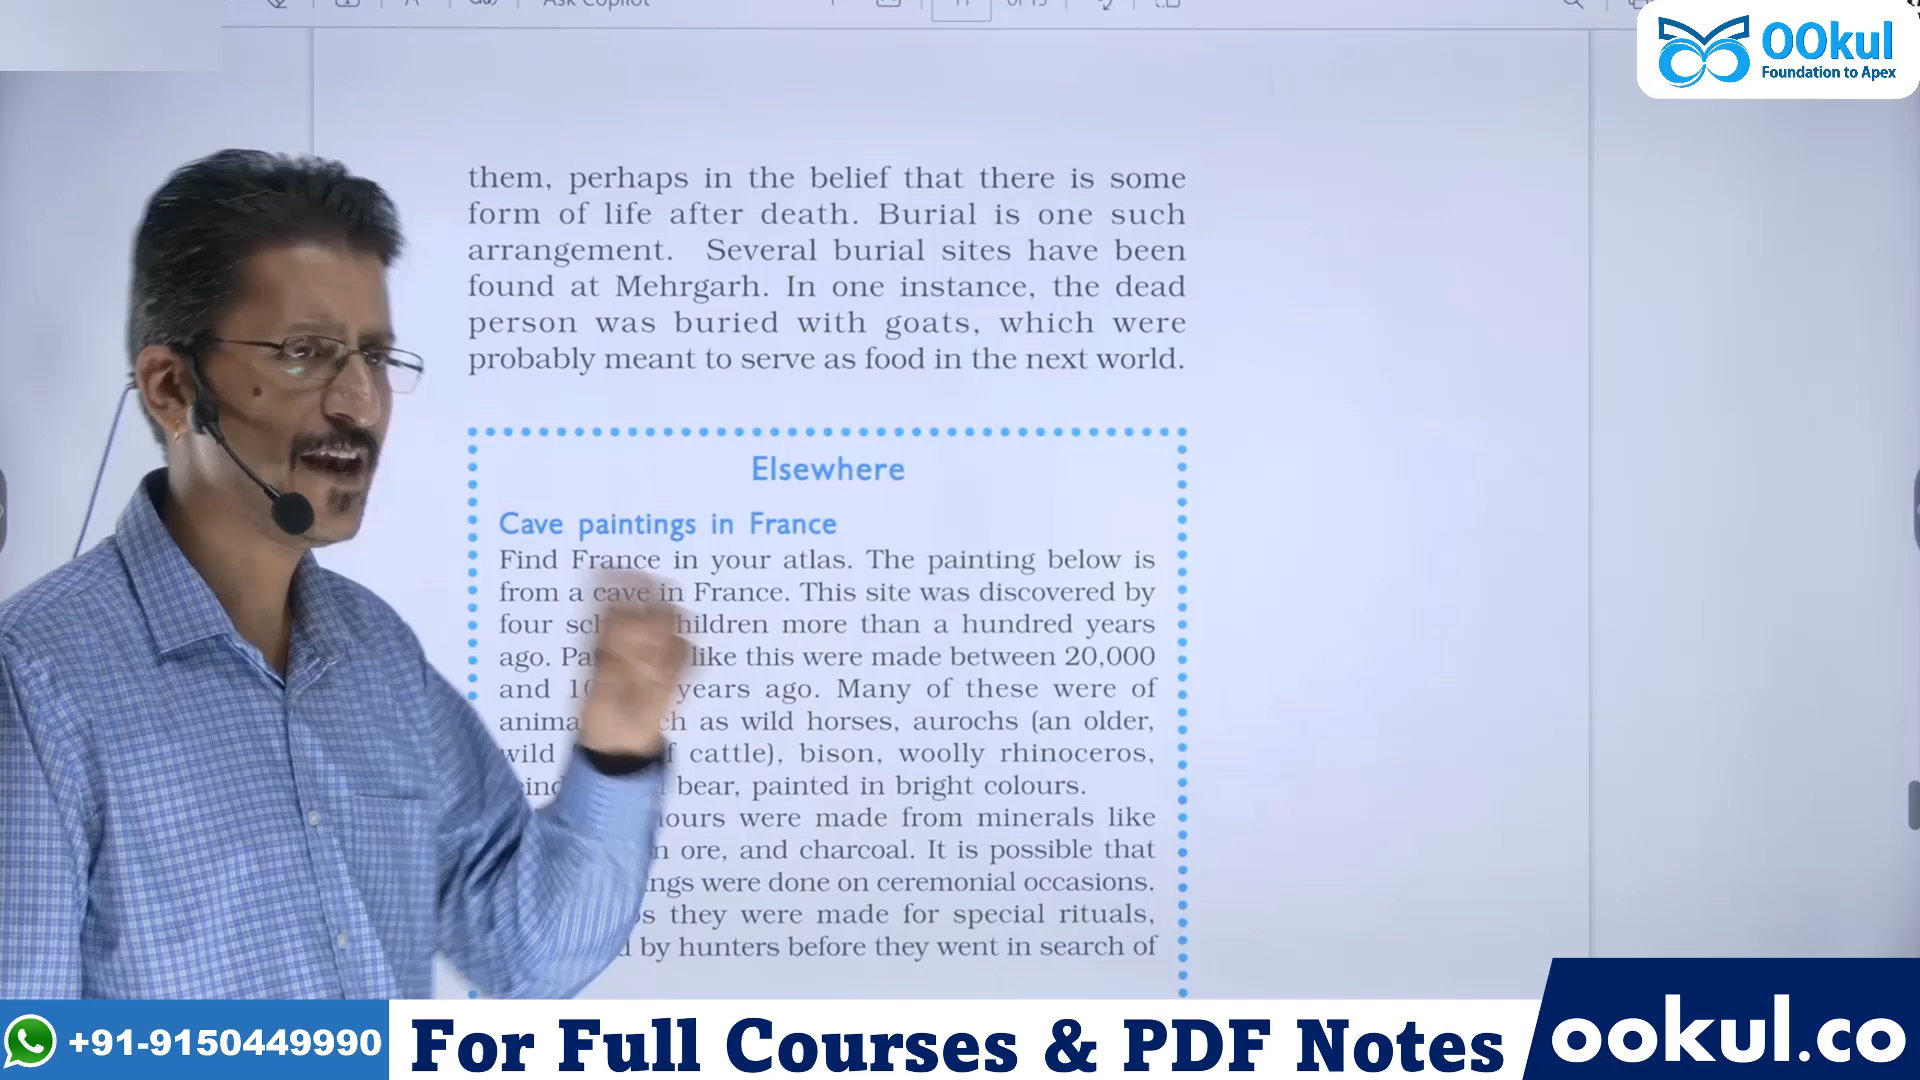 Ask Copilot
OOkul
Foundation to Apex
them, perhaps in the belief that there is some
form of life after death. Burial is one such
arrangement. Several burial sites have been
found at Mehrgarh. In one instance, the dead
person was buried with goats, which were
probably meant to serve as food in the next world.
Elsewhere
Cave paintings in France
Find France in your atlas. The painting below is
from a cave in France. This site was discovered by
four children more than a hundred years
ago. like this were made between 20,000
and years ago. Many of these were of
as wild horses, aurochs (an older,
wild cattle), bison, woolly rhinoceros,
bear, painted in bright colours.
were made from minerals like
ore, and charcoal. It is possible that
were done on ceremonial occasions.
they were made for special rituals,
by hunters before they went in search of
+91-9150449990
For Full Courses & PDF Notes
ookul.co